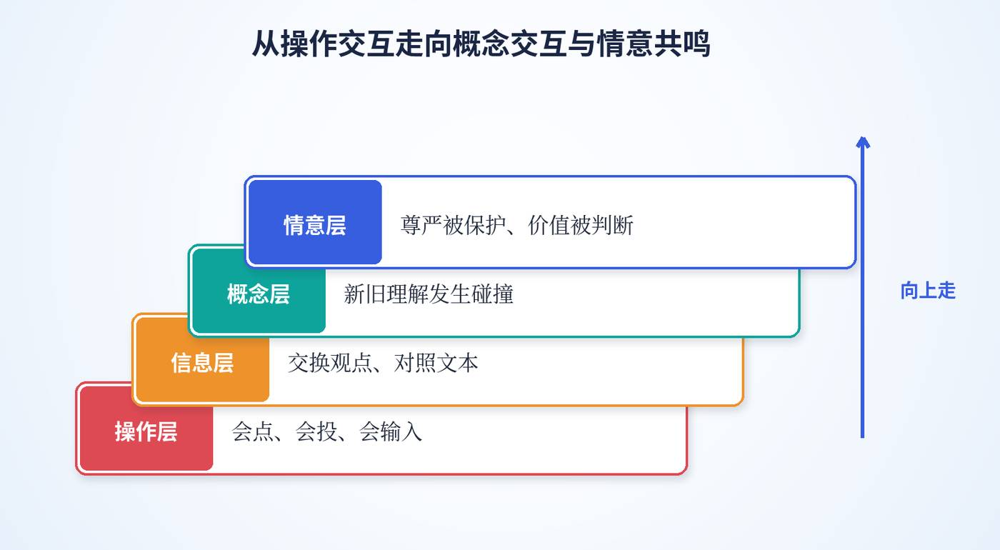 从操作交互走向概念交互与情意共鸣
情意层 尊严被保护、价值被判断
概念层 新旧理解发生碰撞
向上走
信息层 交换观点、对照文本
操作层 会点、会投、会输入